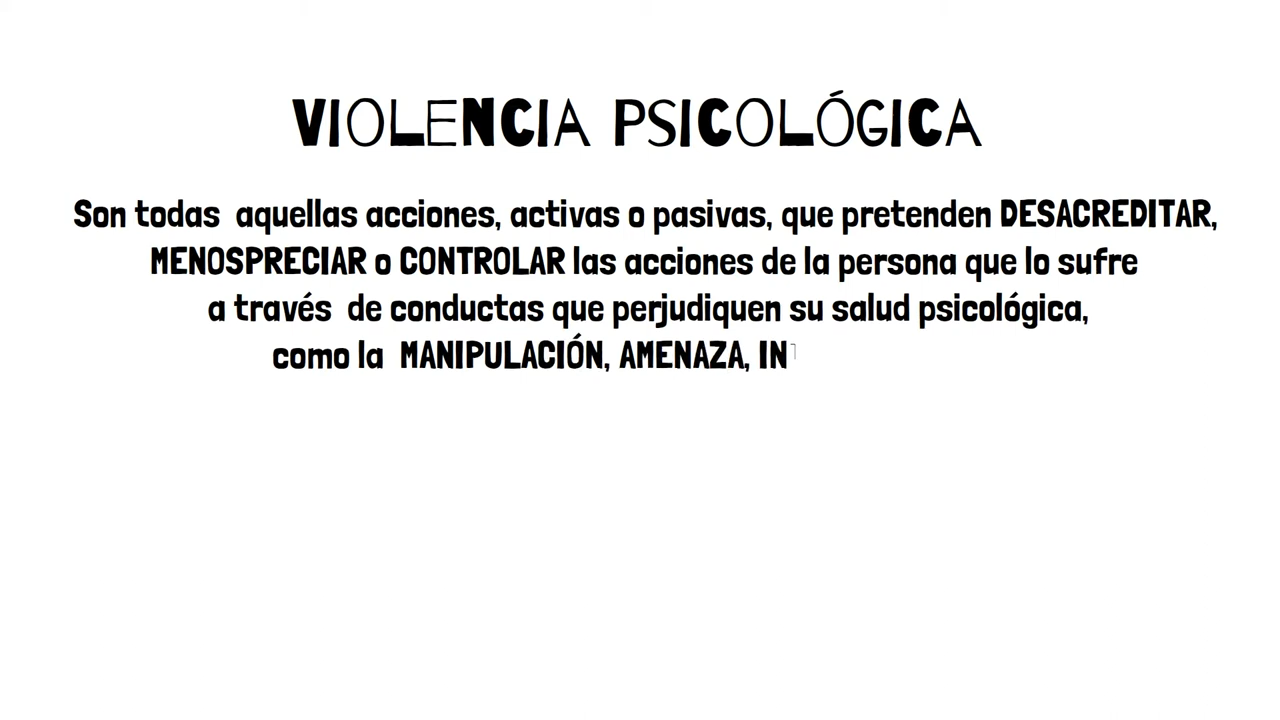 VIOLENCIA PSICOLÓGICA
Son todas aquellas acciones, activas o pasivas, que pretenden DESACREDITAR,
MENOSPRECIAR o CONTROLAR las acciones de la persona que lo sufre
a través de conductas que perjudiquen su salud psicológica,
como la MANIPULACIÓN, AMENAZA, IN